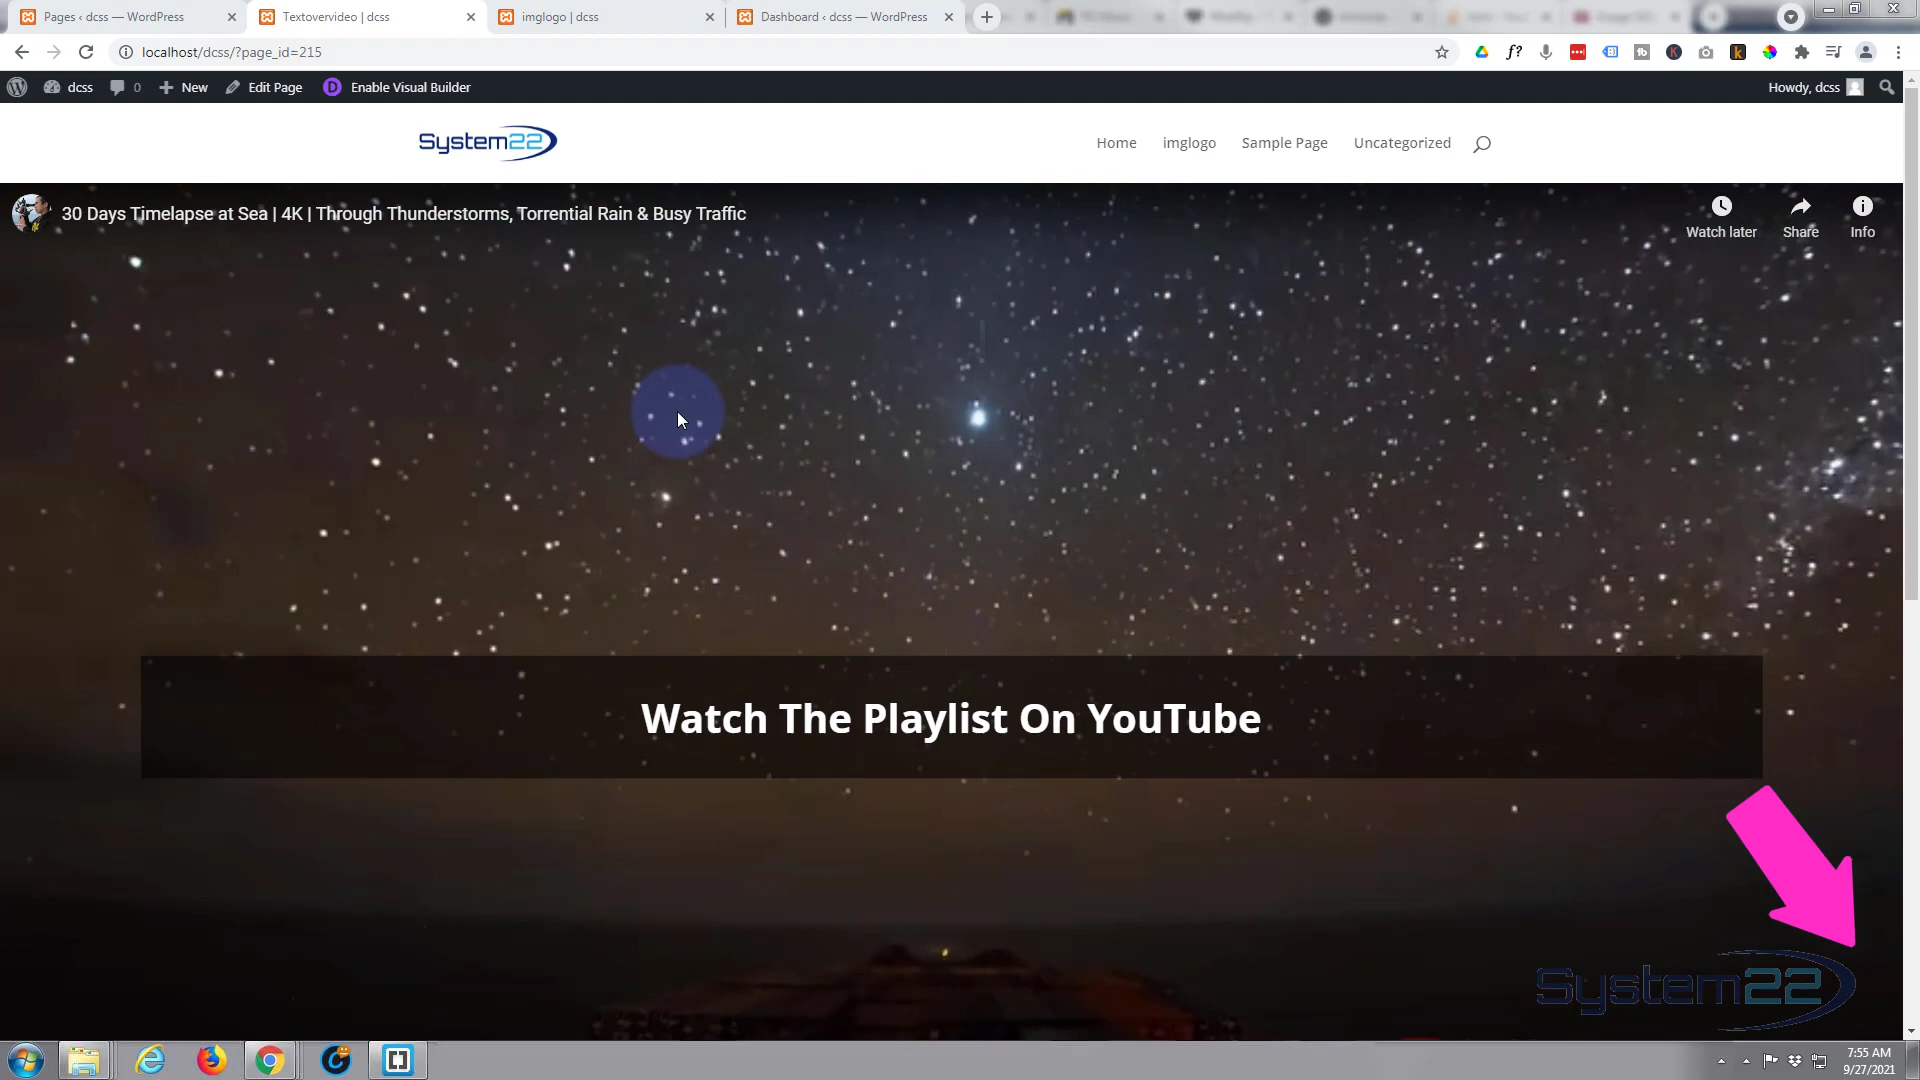 Pages ‹ dcss — WordPress
Textovervideo | dcss
imglogo | dcss
Dashboard ‹ dcss — WordPress
localhost/dcss/?page_id=215
dcss
0
New
Edit Page
Enable Visual Builder
Howdy, dcss
System22
Home
imglogo
Sample Page
Uncategorized
30 Days Timelapse at Sea | 4K | Through Thunderstorms, Torrential Rain & Busy Traffic
Watch later
Share
Info
Watch The Playlist On YouTube
System22
7:55 AM
9/27/2021